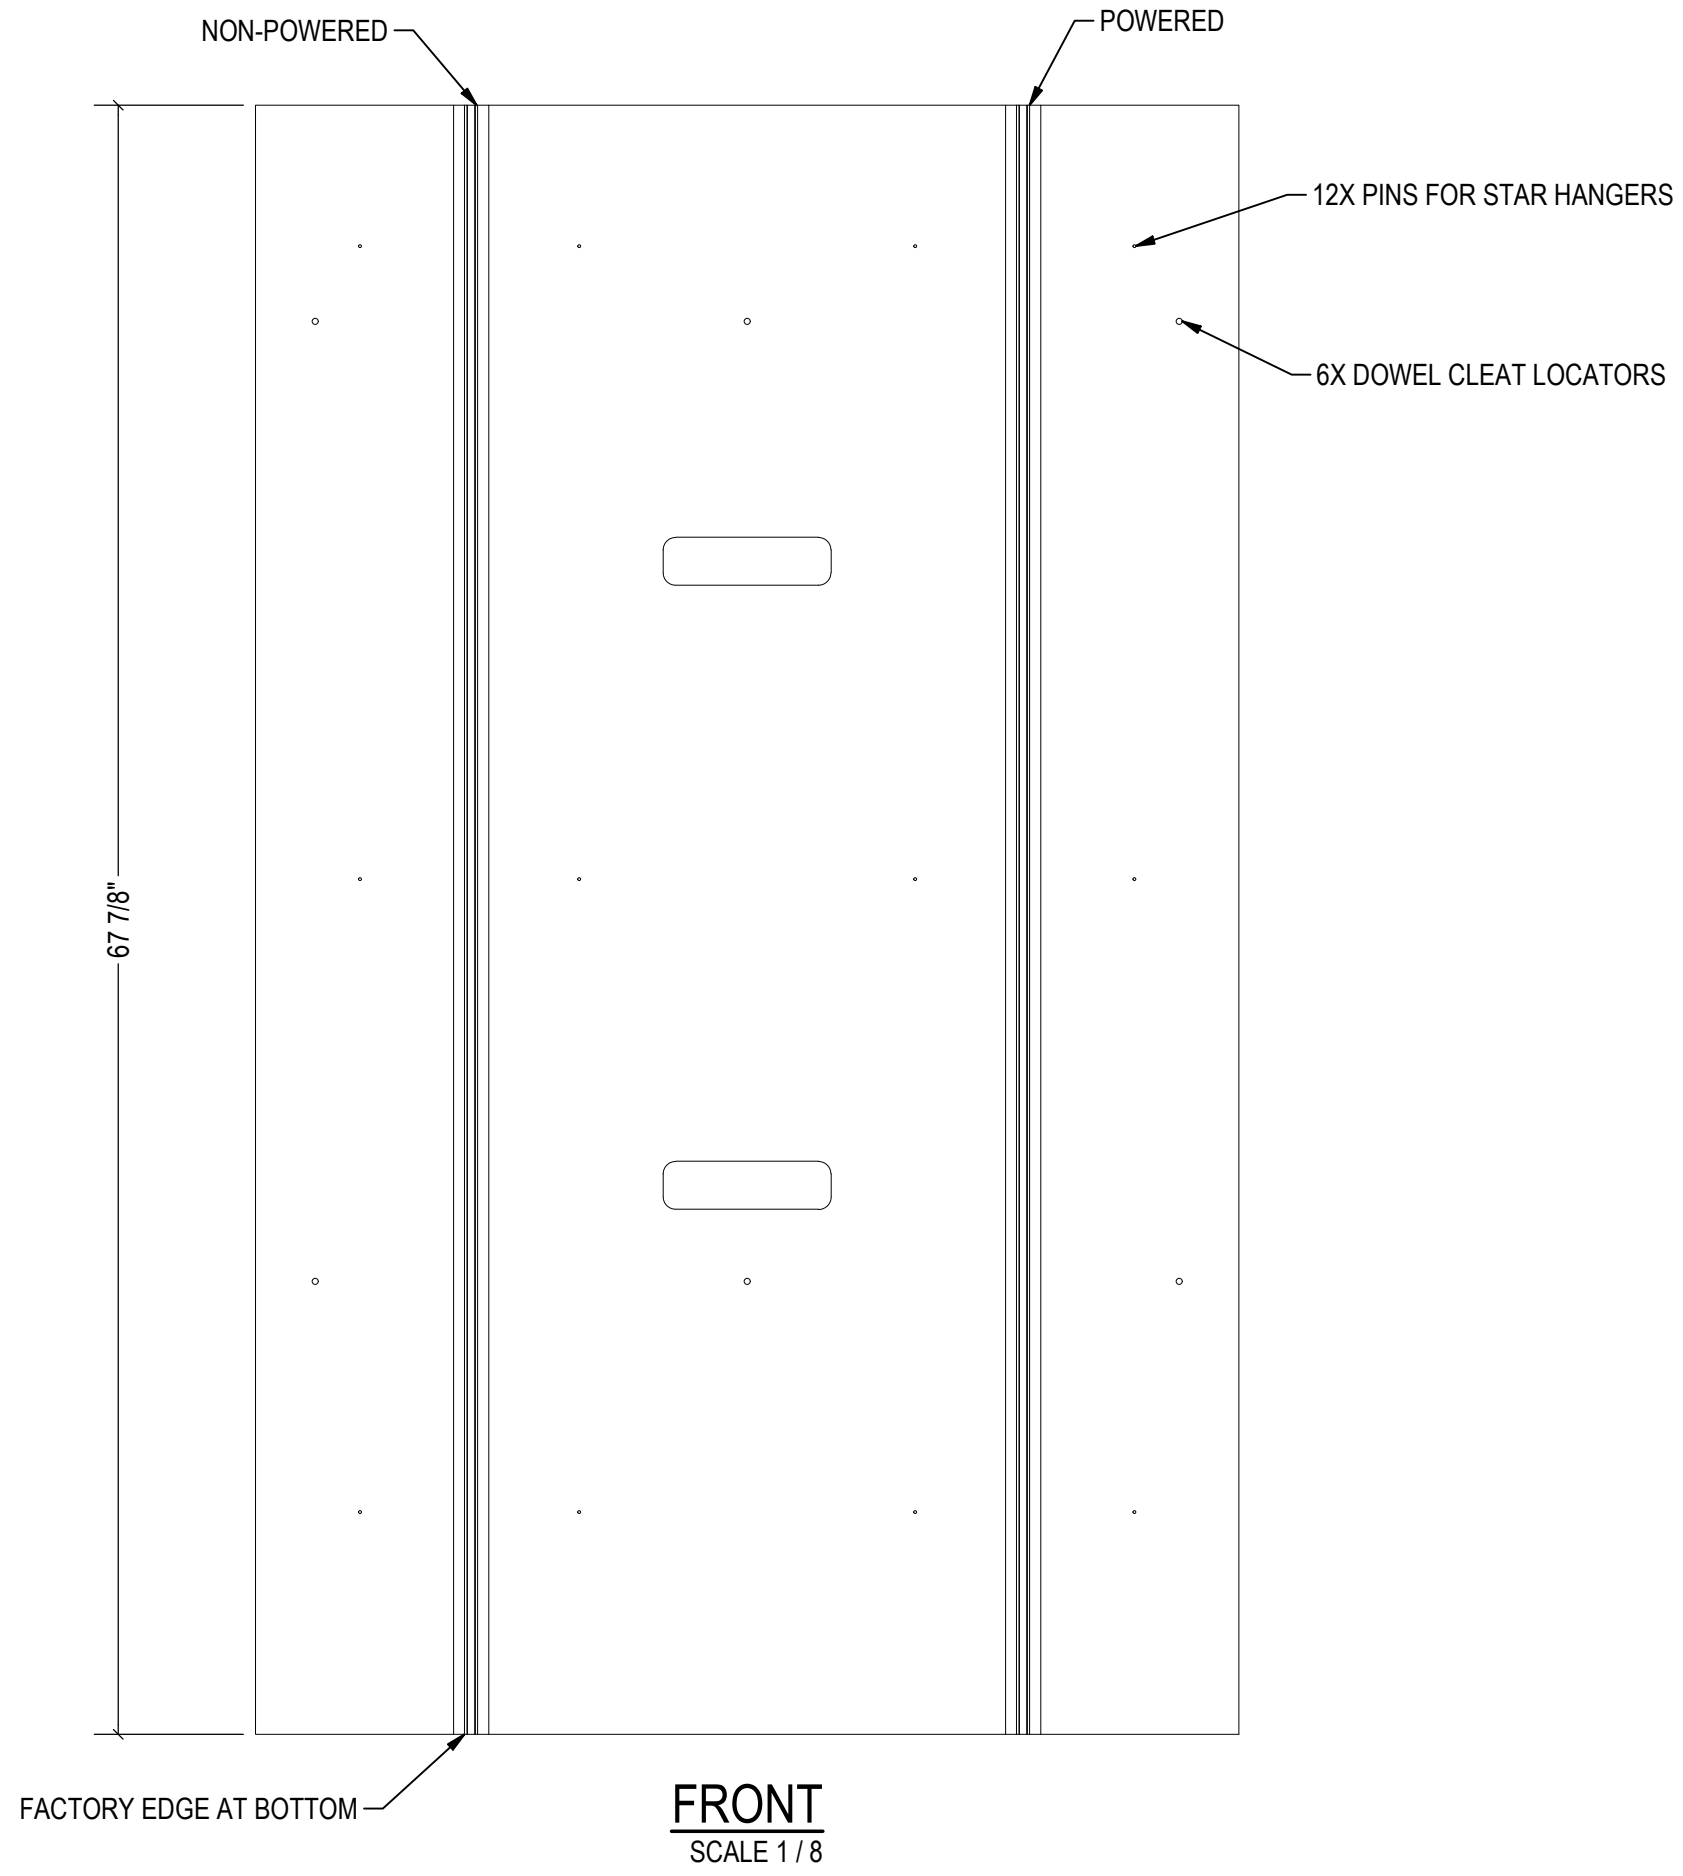 NON-POWERED
POWERED
12X PINS FOR STAR HANGERS
6X DOWEL CLEAT LOCATORS
67 7/8"
FACTORY EDGE AT BOTTOM
FRONT
SCALE 1 / 8